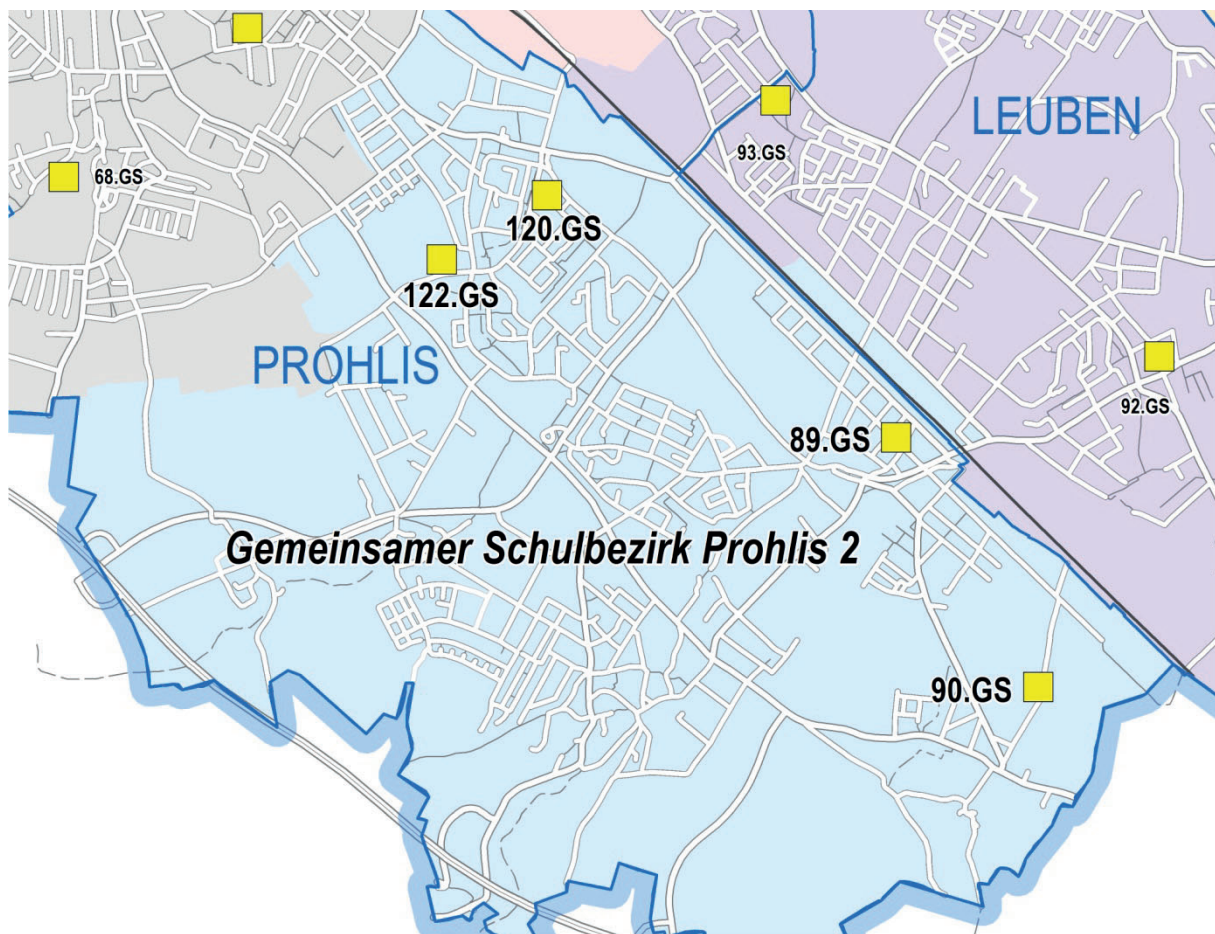 LEUBEN
93.GS
68.GS
120.GS
122.GS
PROHLIS
92.GS
89.GS
Gemeinsamer Schulbezirk Prohlis 2
90.GS